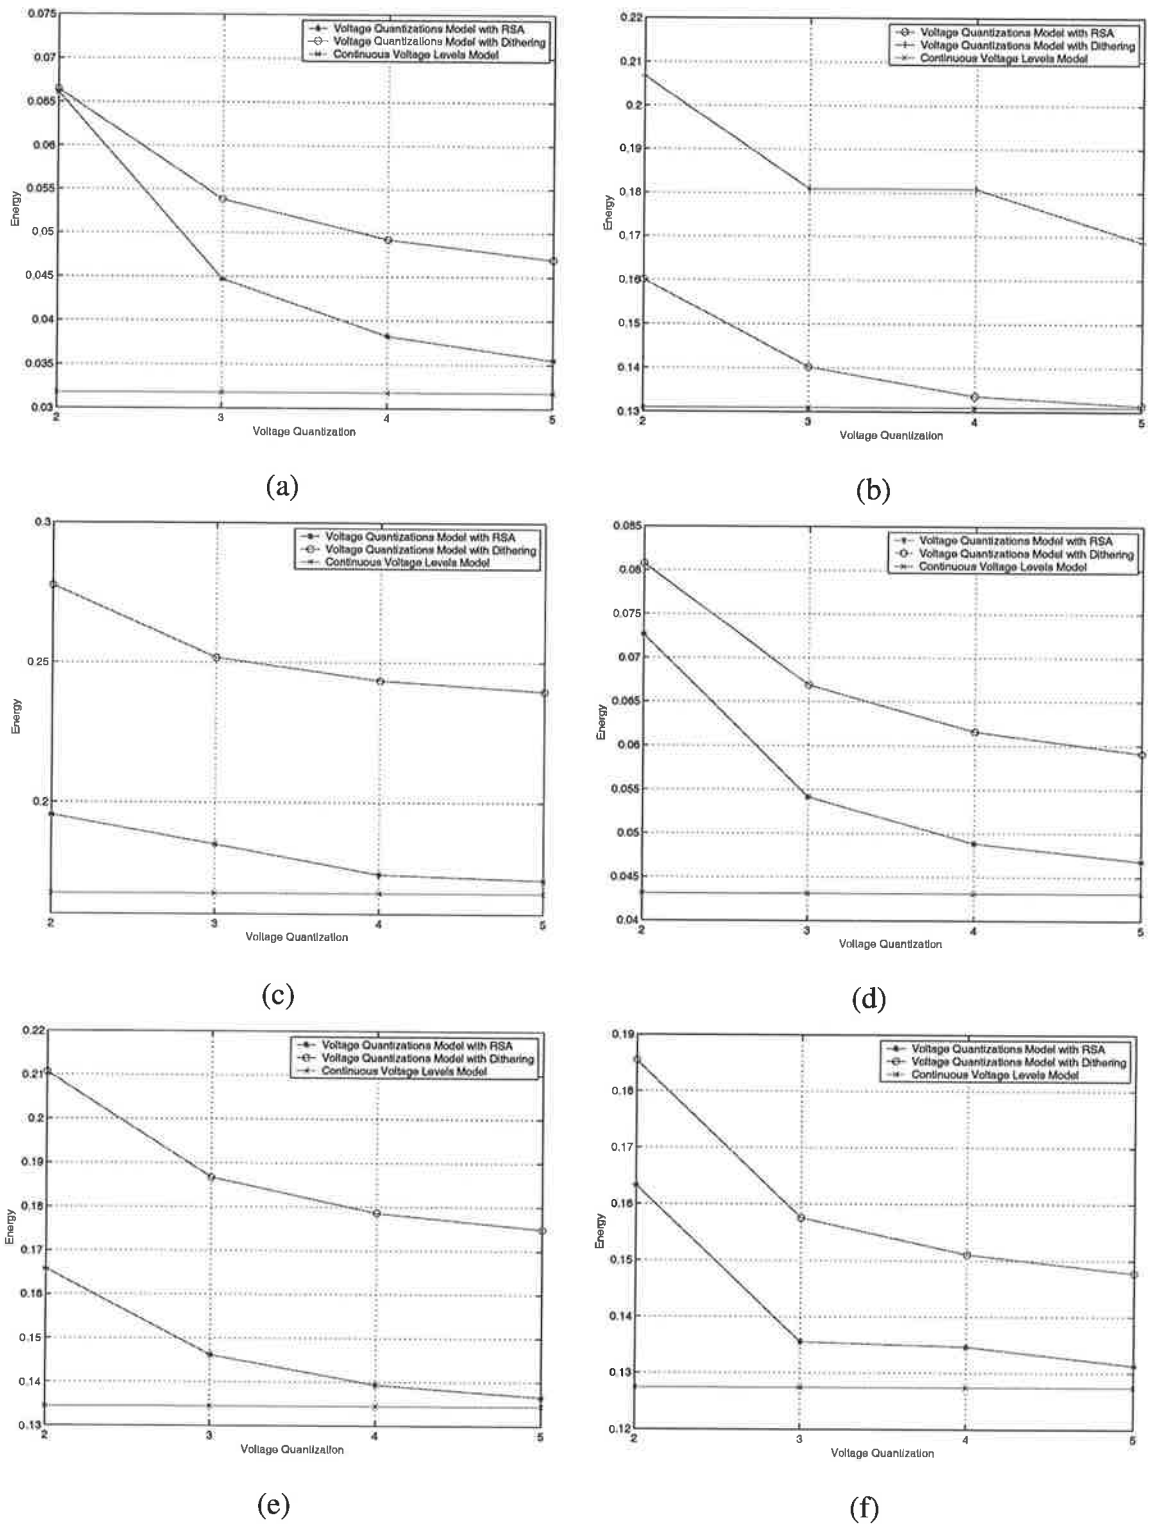 0.075
0.07
0.065
0.06
0.055
0.05
0.045
0.04
0.035
0.03
Energy
2
3
4
5
Voltage Quantization
Voltage Quantizations Model with RSA
Voltage Quantizations Model with Dithering
Continuous Voltage Levels Model
(a)
0.22
0.21
0.2
0.19
0.18
0.17
0.16
0.15
0.14
0.13
Energy
2
3
4
5
Voltage Quantization
Voltage Quantizations Model with RSA
Voltage Quantizations Model with Dithering
Continuous Voltage Levels Model
(b)
0.3
0.25
0.2
Energy
2
3
4
5
Voltage Quantization
Voltage Quantizations Model with RSA
Voltage Quantizations Model with Dithering
Continuous Voltage Levels Model
(c)
0.085
0.08
0.075
0.07
0.065
0.06
0.055
0.05
0.045
0.04
Energy
2
3
4
5
Voltage Quantization
Voltage Quantizations Model with RSA
Voltage Quantizations Model with Dithering
Continuous Voltage Levels Model
(d)
0.22
0.21
0.2
0.19
0.18
0.17
0.16
0.15
0.14
0.13
Energy
2
3
4
5
Voltage Quantization
Voltage Quantizations Model with RSA
Voltage Quantizations Model with Dithering
Continuous Voltage Levels Model
(e)
0.19
0.18
0.17
0.16
0.15
0.14
0.13
0.12
Energy
2
3
4
5
Voltage Quantization
Voltage Quantizations Model with RSA
Voltage Quantizations Model with Dithering
Continuous Voltage Levels Model
(f)